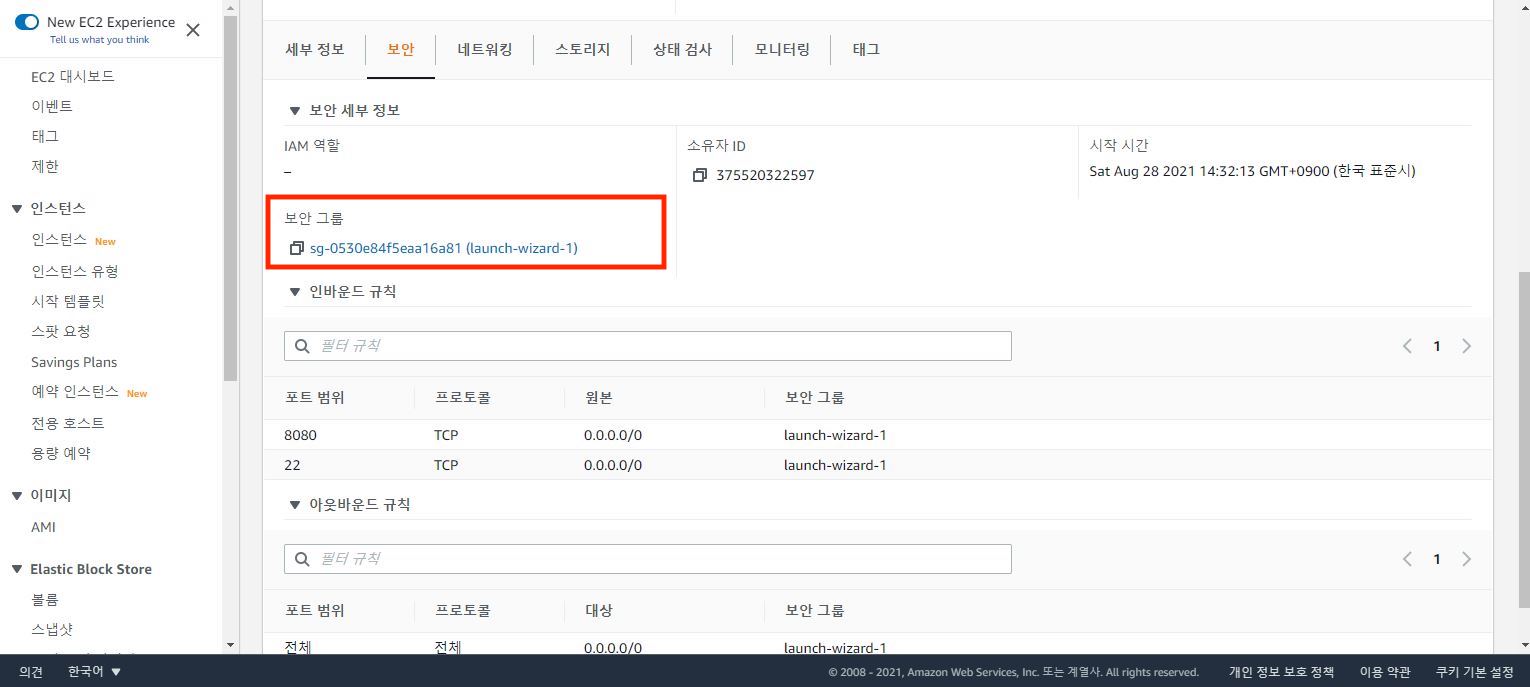 New EC2 Experience
Tell us what you think
EC2 대시보드
이벤트
태그
제한
인스턴스
인스턴스 New
인스턴스 유형
시작 템플릿
스팟 요청
Savings Plans
예약 인스턴스 New
전용 호스트
용량 예약
이미지
AMI
Elastic Block Store
볼륨
스냅샷
세부 정보 보안 네트워킹 스토리지 상태 검사 모니터링 태그
보안 세부 정보
IAM 역할
–
소유자 ID
375520322597
시작 시간
Sat Aug 28 2021 14:32:13 GMT+0900 (한국 표준시)
보안 그룹
sg-0530e84f5eaa16a81 (launch-wizard-1)
인바운드 규칙
필터 규칙 1
포트 범위 프로토콜 원본 보안 그룹
8080 TCP 0.0.0.0/0 launch-wizard-1
22 TCP 0.0.0.0/0 launch-wizard-1
아웃바운드 규칙
필터 규칙 1
포트 범위 프로토콜 대상 보안 그룹
전체 전체 0.0.0.0/0 launch-wizard-1
의견 한국어 © 2008 - 2021, Amazon Web Services, Inc. 또는 계열사. All rights reserved. 개인 정보 보호 정책 이용 약관 쿠키 기본 설정